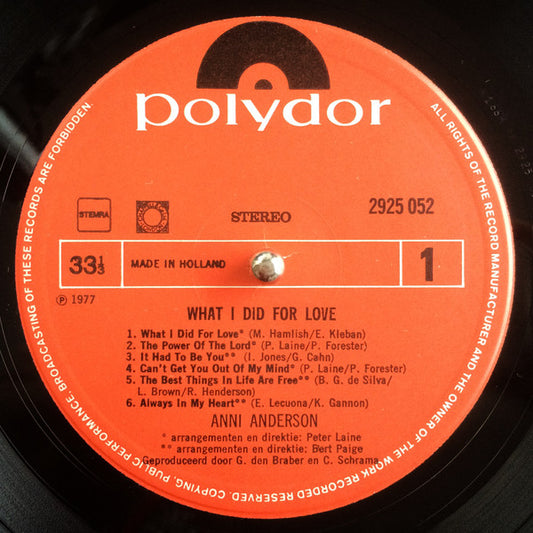 polydor
STEMRA
STEREO
2925 052
33⅓
MADE IN HOLLAND
1
℗ 1977
WHAT I DID FOR LOVE
1. What I Did For Love* (M. Hamlish/E. Kleban)
2. The Power Of The Lord* (P. Laine/P. Forester)
3. It Had To Be You** (I. Jones/G. Cahn)
4. Can't Get You Out Of My Mind* (P. Laine/P. Forester)
5. The Best Things In Life Are Free** (B. G. de Silva/
L. Brown/R. Henderson)
6. Always In My Heart** (E. Lecuona/K. Gannon)
ANNI ANDERSON
* arrangementen en direktie: Peter Laine
** arrangementen en direktie: Bert Paige
Geproduceerd door G. den Braber en C. Schrama
ALL RIGHTS OF THE RECORD MANUFACTURER AND THE OWNER OF THE WORK RECORDED RESERVED. COPYING, PUBLIC PERFORMANCE, BROADCASTING OF THESE RECORDS ARE FORBIDDEN.